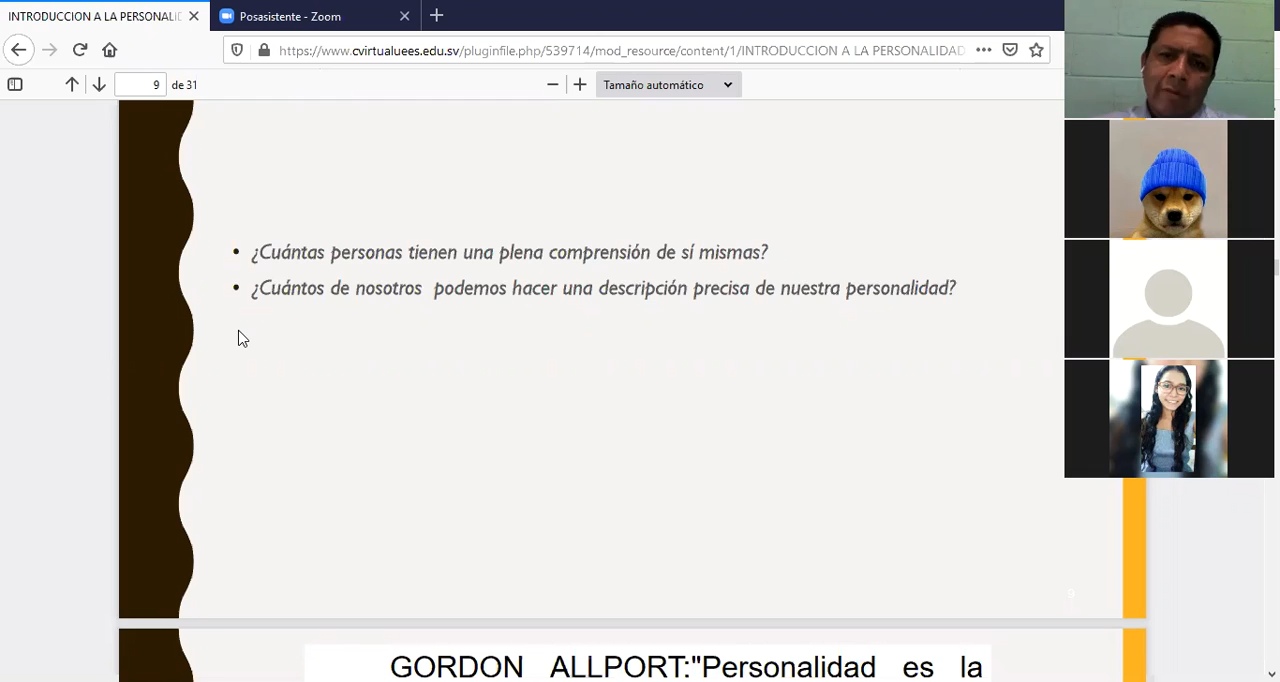 INTRODUCCION A LA PERSONALID
Posasistente - Zoom
https://www.cvirtualuees.edu.sv/pluginfile.php/539714/mod_resource/content/1/INTRODUCCION A LA PERSONALIDAD
9 de 31
Tamaño automático
• ¿Cuántas personas tienen una plena comprensión de sí mismas?
• ¿Cuántos de nosotros podemos hacer una descripción precisa de nuestra personalidad?
9
GORDON ALLPORT:"Personalidad es la